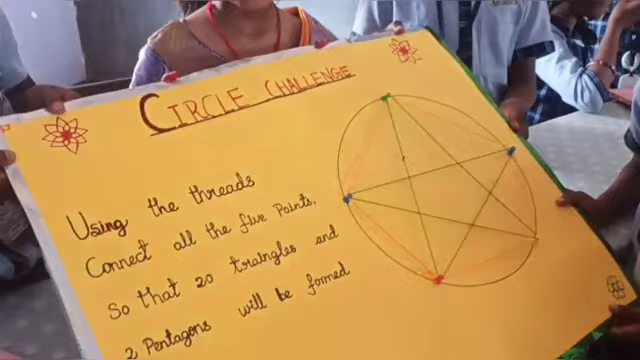 CIRCLE CHALLENGE
Using the threads
Connect all the five Points,
So that 20 traingles and
2 Pentagons will be formed